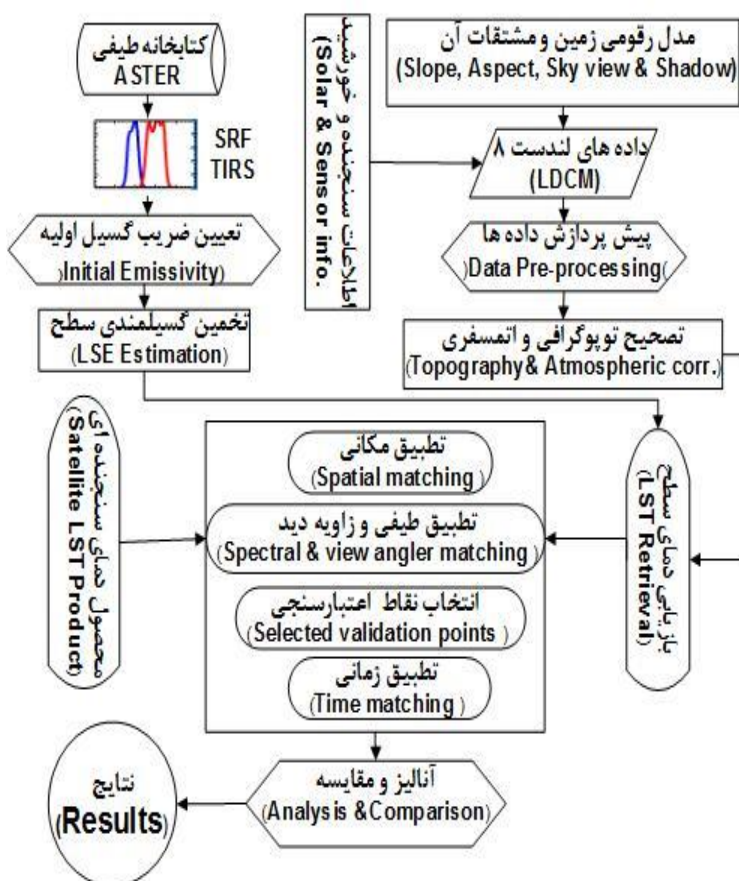 کتابخانه طیفی
ASTER
SRF
TIRS
تعیین ضریب گسیل اولیه
(Initial Emissivity)
تخمین گسیلمندی سطح
(LSE Estimation)
اطلاعات سنجنده و خورشید
(Solar & Sensor info.
مدل رقومی زمین و مشتقات آن
(Slope, Aspect, Sky view & Shadow)
داده های لندست ۸
(LDCM)
پیش پردازش داده ها
(Data Pre-processing)
تصحیح توپوگرافی و اتمسفری
(Topography& Atmospheric corr.)
محصول دمای سنجنده ای
(Satellite LST Product)
تطبیق مکانی
(Spatial matching)
تطبیق طیفی و زاویه دید
(Spectral & view angler matching)
انتخاب نقاط اعتبارسنجی
(Selected validation points)
تطبیق زمانی
(Time matching)
بازیابی دمای سطح
(LST Retrieval)
آنالیز و مقایسه
(Analysis &Comparison)
نتایج
(Results)